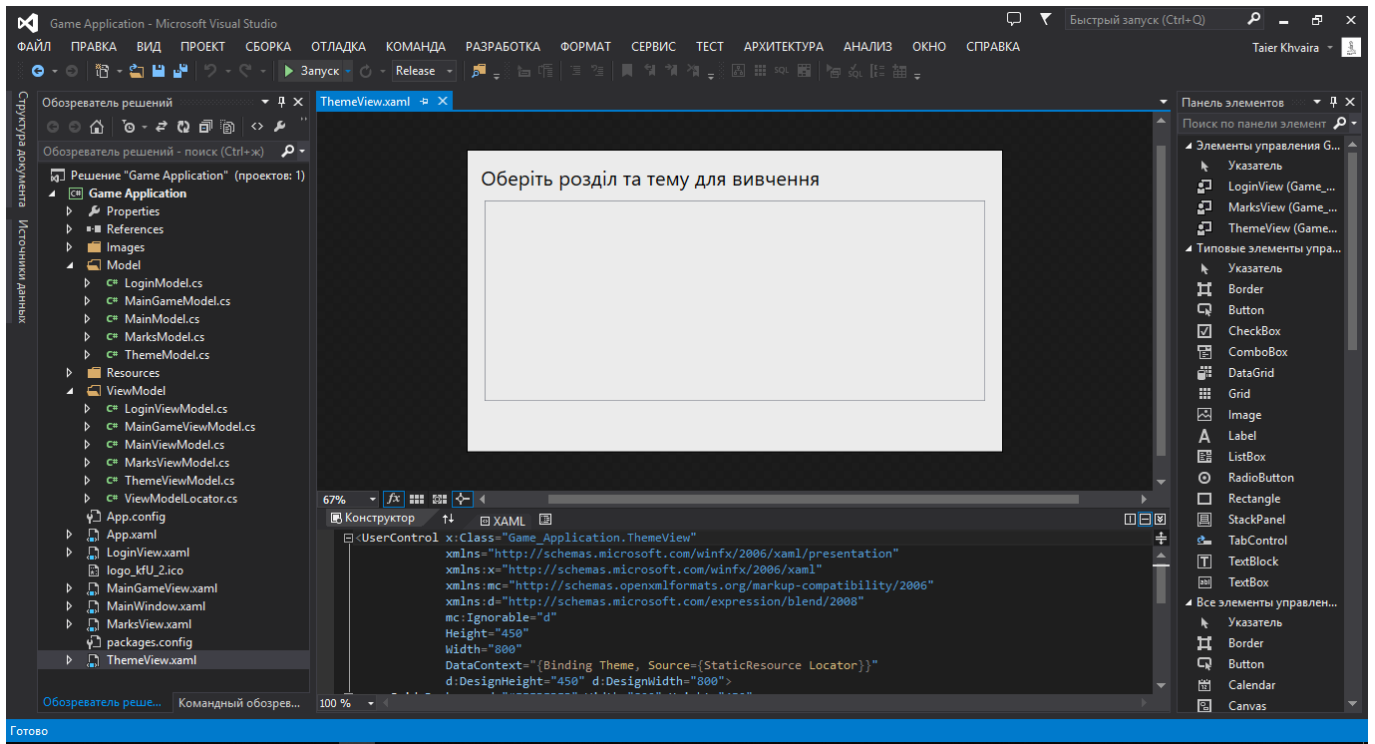 Game Application - Microsoft Visual Studio
Быстрый запуск (Ctrl+Q)
ФАЙЛ ПРАВКА ВИД ПРОЕКТ СБОРКА ОТЛАДКА КОМАНДА РАЗРАБОТКА ФОРМАТ СЕРВИС ТЕСТ АРХИТЕКТУРА АНАЛИЗ ОКНО СПРАВКА
Taier Khvaira
Запуск
Release
Структура документа
Источники данных
Обозреватель решений
Обозреватель решений - поиск (Ctrl+ж)
Решение "Game Application" (проектов: 1)
Game Application
Properties
References
Images
Model
LoginModel.cs
MainGameModel.cs
MainModel.cs
MarksModel.cs
ThemeModel.cs
Resources
ViewModel
LoginViewModel.cs
MainGameViewModel.cs
MainViewModel.cs
MarksViewModel.cs
ThemeViewModel.cs
ViewModelLocator.cs
App.config
App.xaml
LoginView.xaml
logo_kfU_2.ico
MainGameView.xaml
MainWindow.xaml
MarksView.xaml
packages.config
ThemeView.xaml
Обозреватель реше...
Командный обозрев...
ThemeView.xaml
Оберіть розділ та тему для вивчення
67%
Конструктор
XAML
<UserControl x:Class="Game_Application.ThemeView"
xmlns="http://schemas.microsoft.com/winfx/2006/xaml/presentation"
xmlns:x="http://schemas.microsoft.com/winfx/2006/xaml"
xmlns:mc="http://schemas.openxmlformats.org/markup-compatibility/2006"
xmlns:d="http://schemas.microsoft.com/expression/blend/2008"
mc:Ignorable="d"
Height="450"
Width="800"
DataContext="{Binding Theme, Source={StaticResource Locator}}"
d:DesignHeight="450" d:DesignWidth="800">
100 %
Панель элементов
Поиск по панели элемент
Элементы управления G...
Указатель
LoginView (Game_...
MarksView (Game_...
ThemeView (Game...
Типовые элементы упра...
Указатель
Border
Button
CheckBox
ComboBox
DataGrid
Grid
Image
Label
ListBox
RadioButton
Rectangle
StackPanel
TabControl
TextBlock
TextBox
Все элементы управлен...
Указатель
Border
Button
Calendar
Canvas
Готово